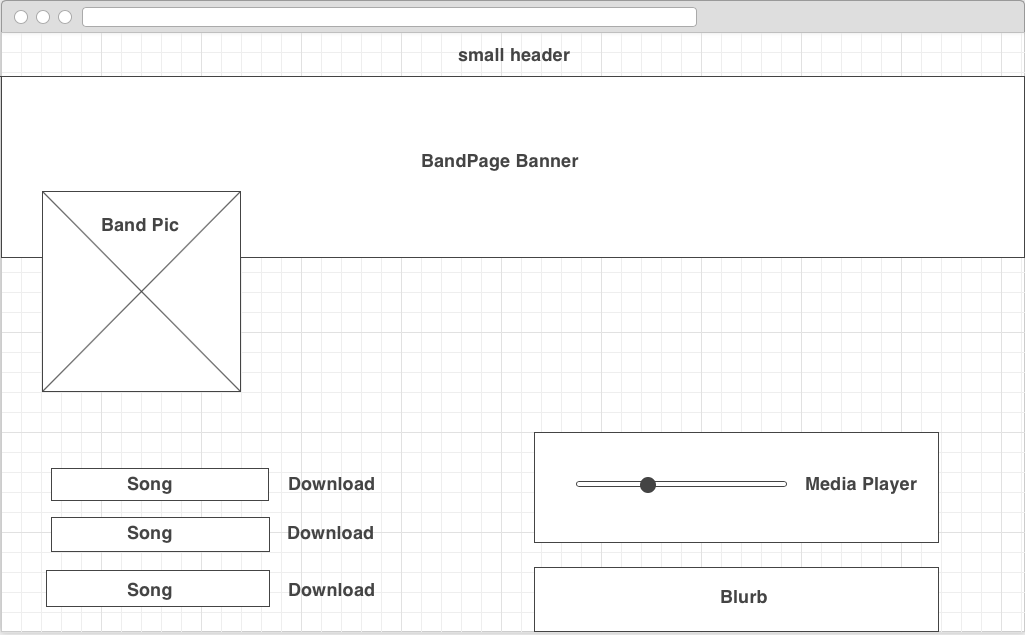 small header
BandPage Banner
Band Pic
Song
Download
Song
Download
Song
Download
Media Player
Blurb